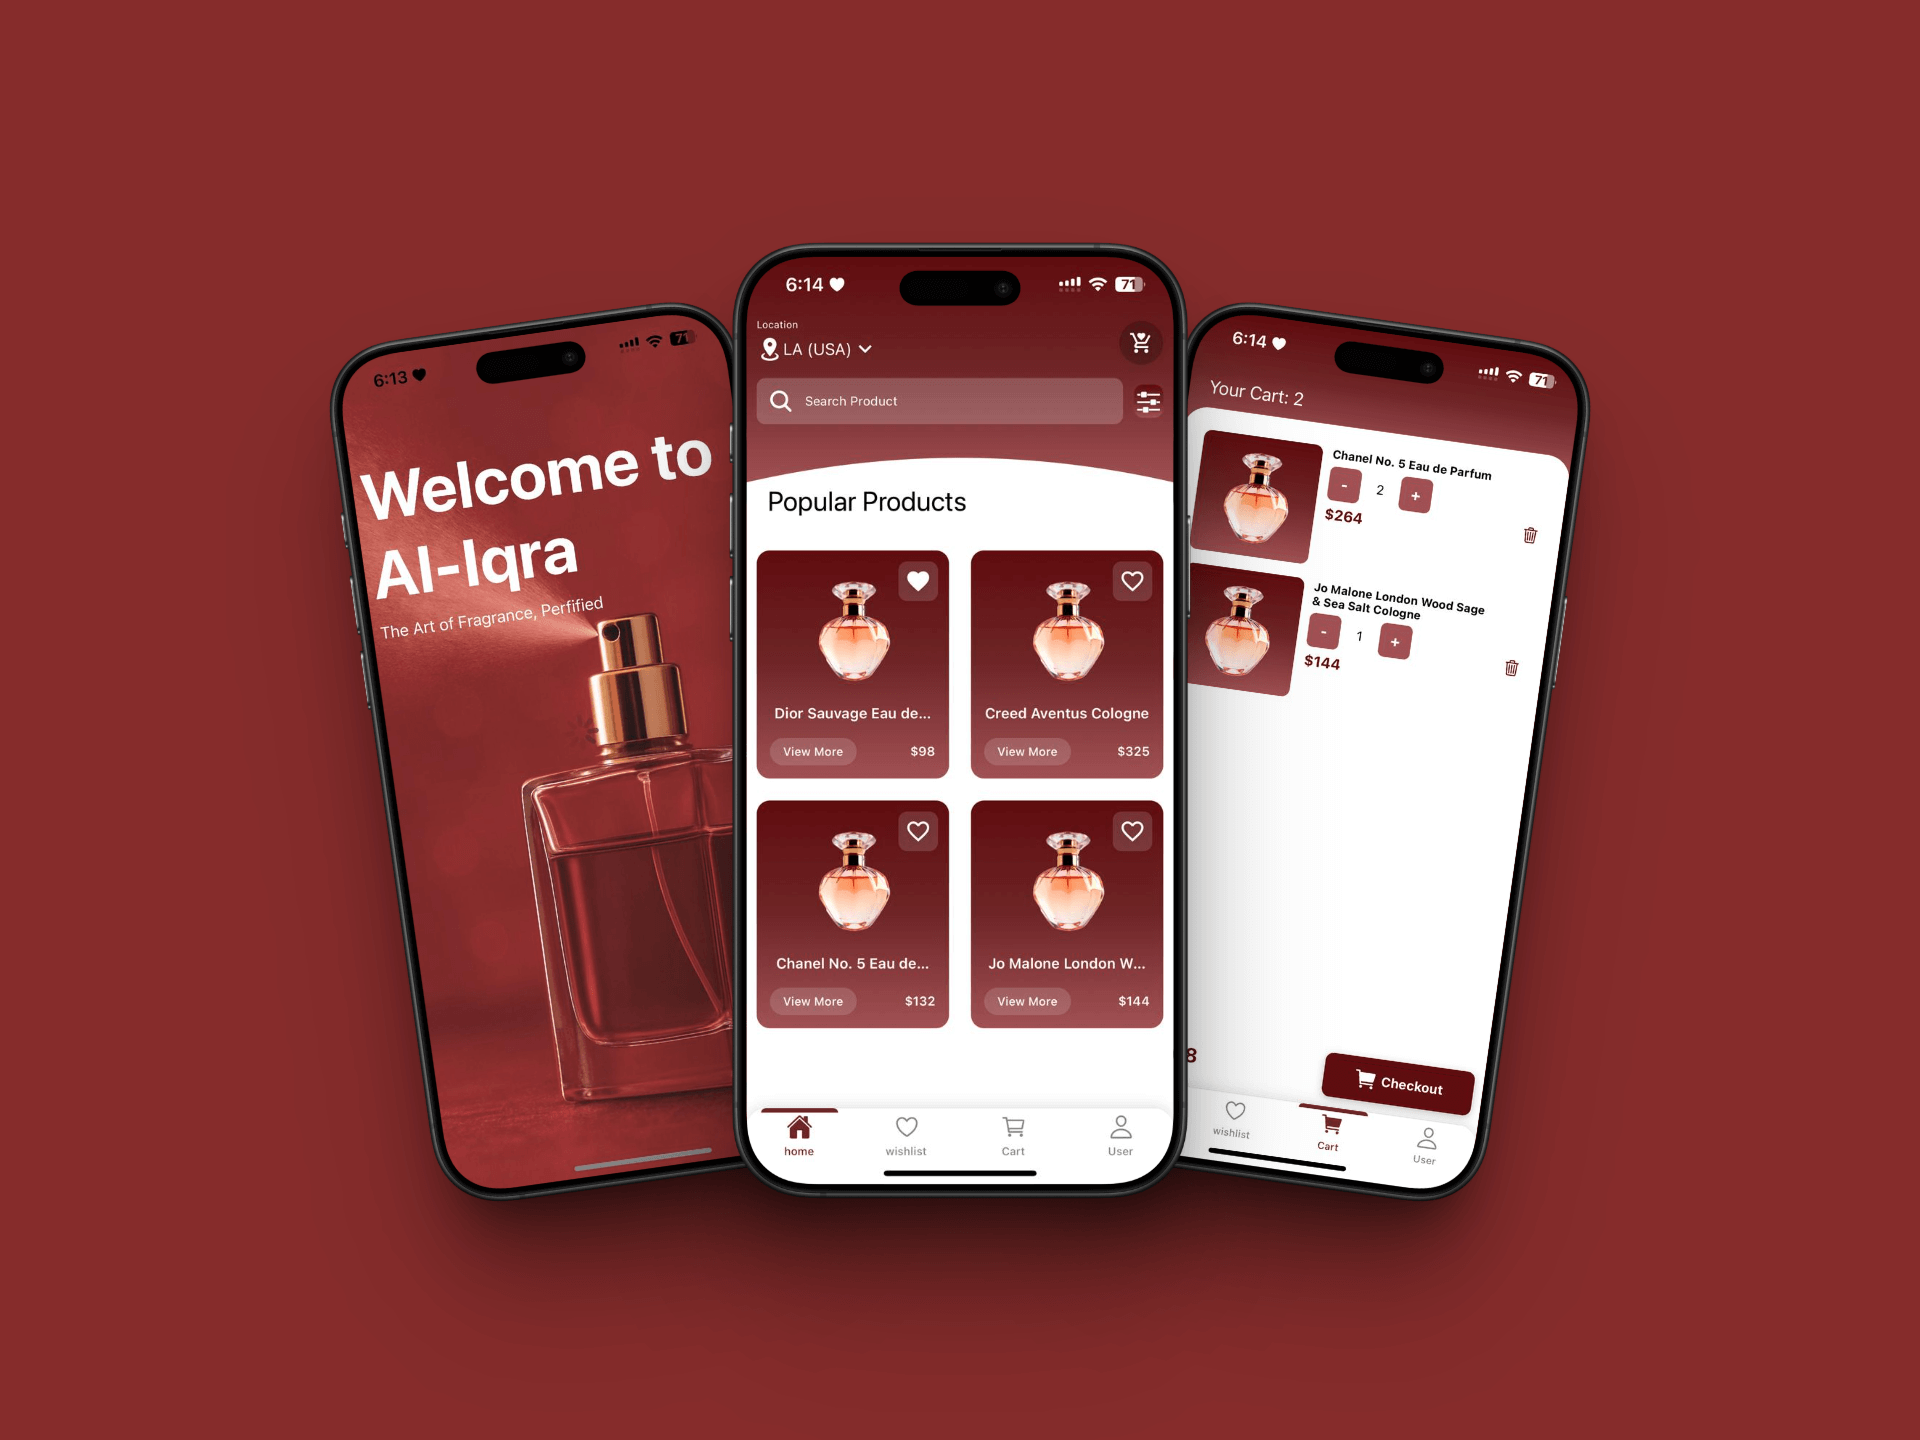 6:13
71
Welcome to
Al-Iqra
The Art of Fragrance, Perfified
6:14
71
Location
LA (USA)
Search Product
Popular Products
Dior Sauvage Eau de...
View More
$98
Creed Aventus Cologne
View More
$325
Chanel No. 5 Eau de...
View More
$132
Jo Malone London W...
View More
$144
home
wishlist
Cart
User
6:14
71
Your Cart: 2
Chanel No. 5 Eau de Parfum
- 2 +
$264
Jo Malone London Wood Sage
& Sea Salt Cologne
- 1 +
$144
8
Checkout
wishlist
Cart
User